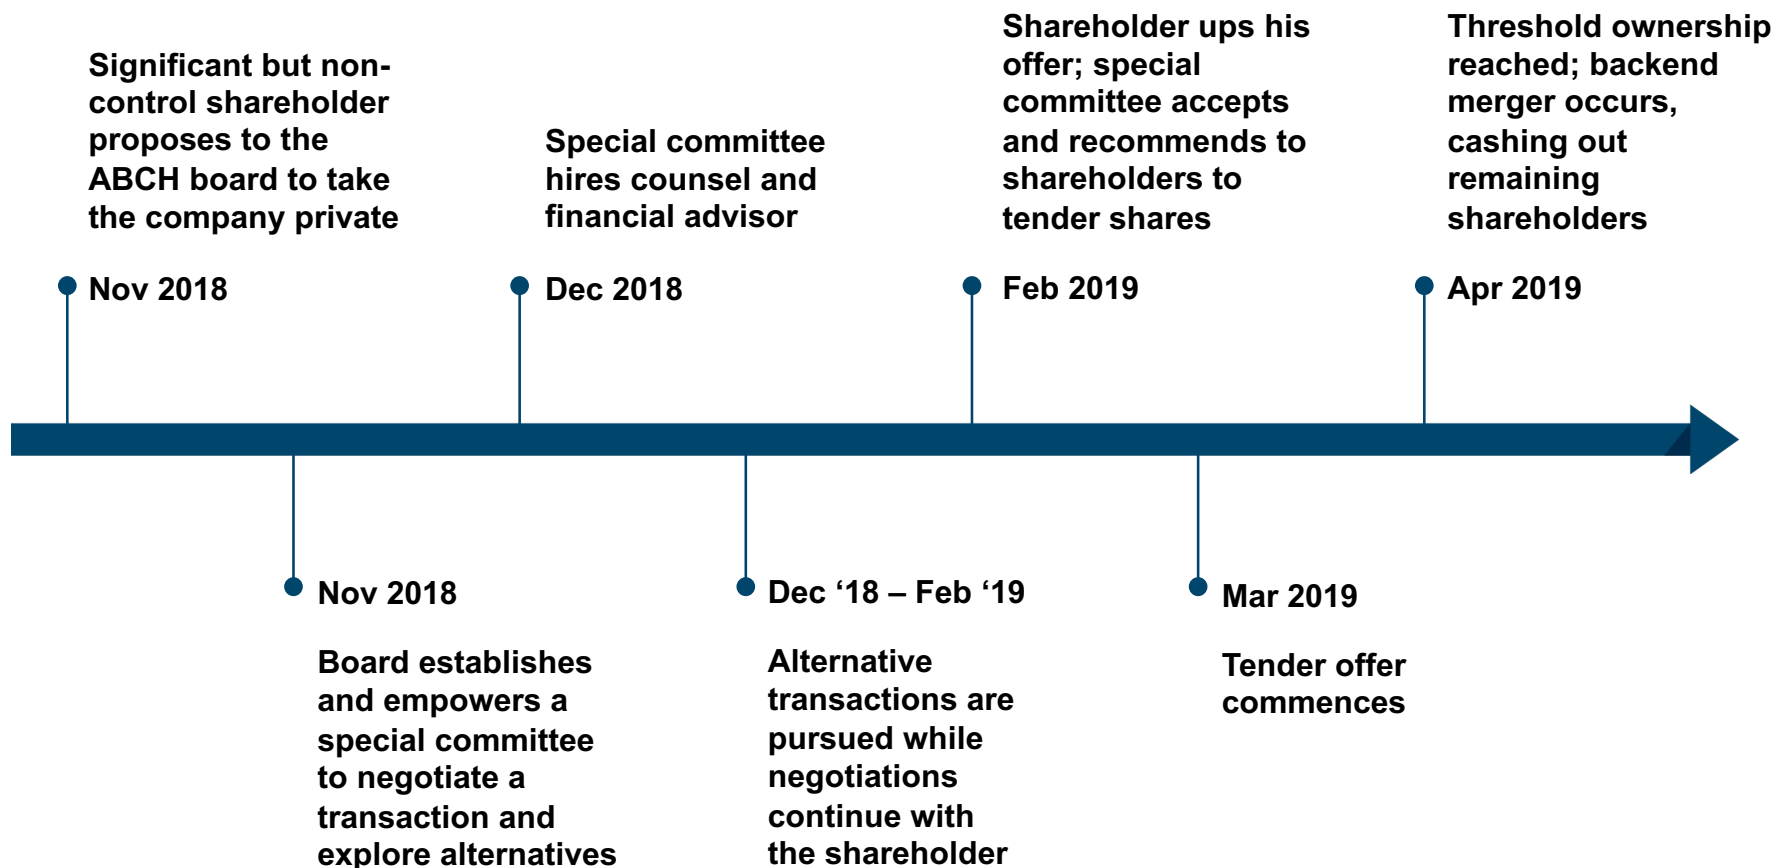 Significant but non-
control shareholder
proposes to the
ABCH board to take
the company private
Nov 2018
Nov 2018
Board establishes
and empowers a
special committee
to negotiate a
transaction and
explore alternatives
Special committee
hires counsel and
financial advisor
Dec 2018
Dec ‘18 – Feb ‘19
Alternative
transactions are
pursued while
negotiations
continue with
the shareholder
Shareholder ups his
offer; special
committee accepts
and recommends to
shareholders to
tender shares
Feb 2019
Mar 2019
Tender offer
commences
Threshold ownership
reached; backend
merger occurs,
cashing out
remaining
shareholders
Apr 2019